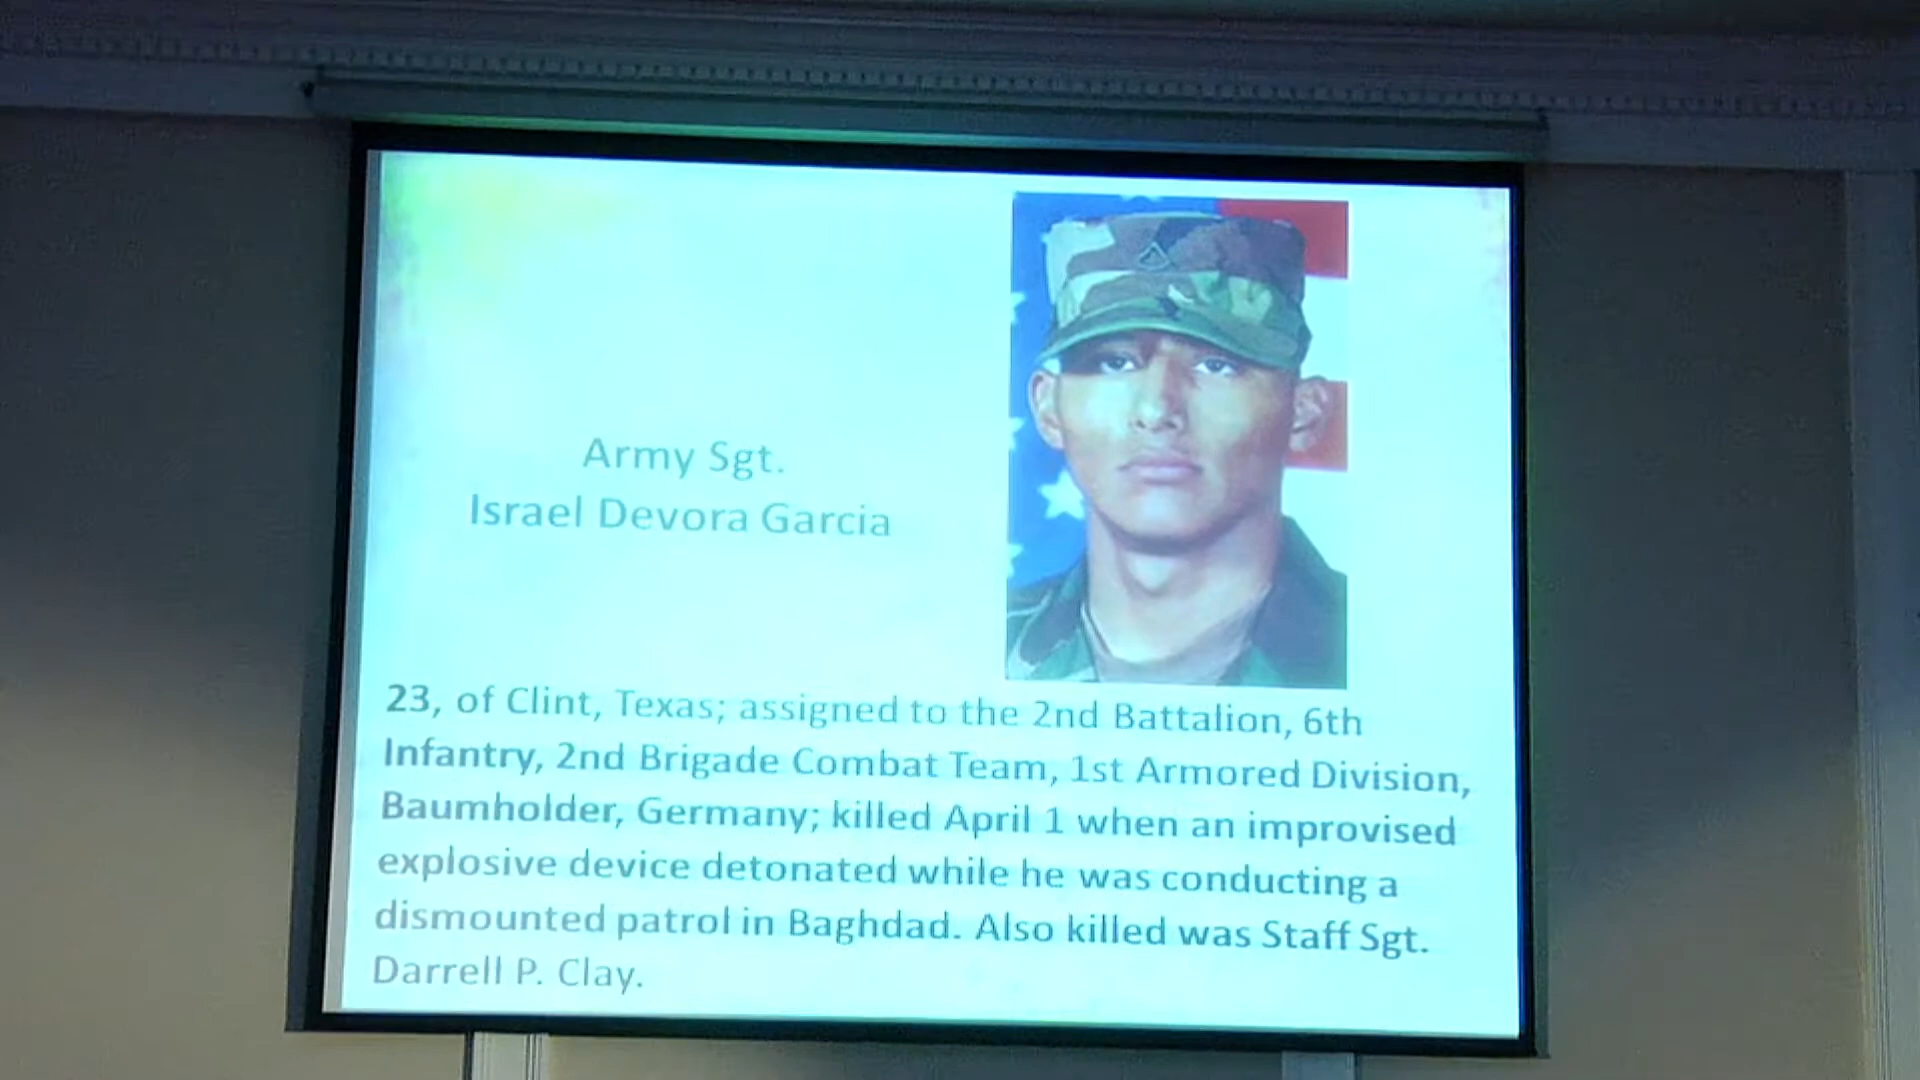 Army Sgt.
Israel Devora Garcia
23, of Clint, Texas; assigned to the 2nd Battalion, 6th
Infantry, 2nd Brigade Combat Team, 1st Armored Division,
Baumholder, Germany; killed April 1 when an improvised
explosive device detonated while he was conducting a
dismounted patrol in Baghdad. Also killed was Staff Sgt.
Darrell P. Clay.